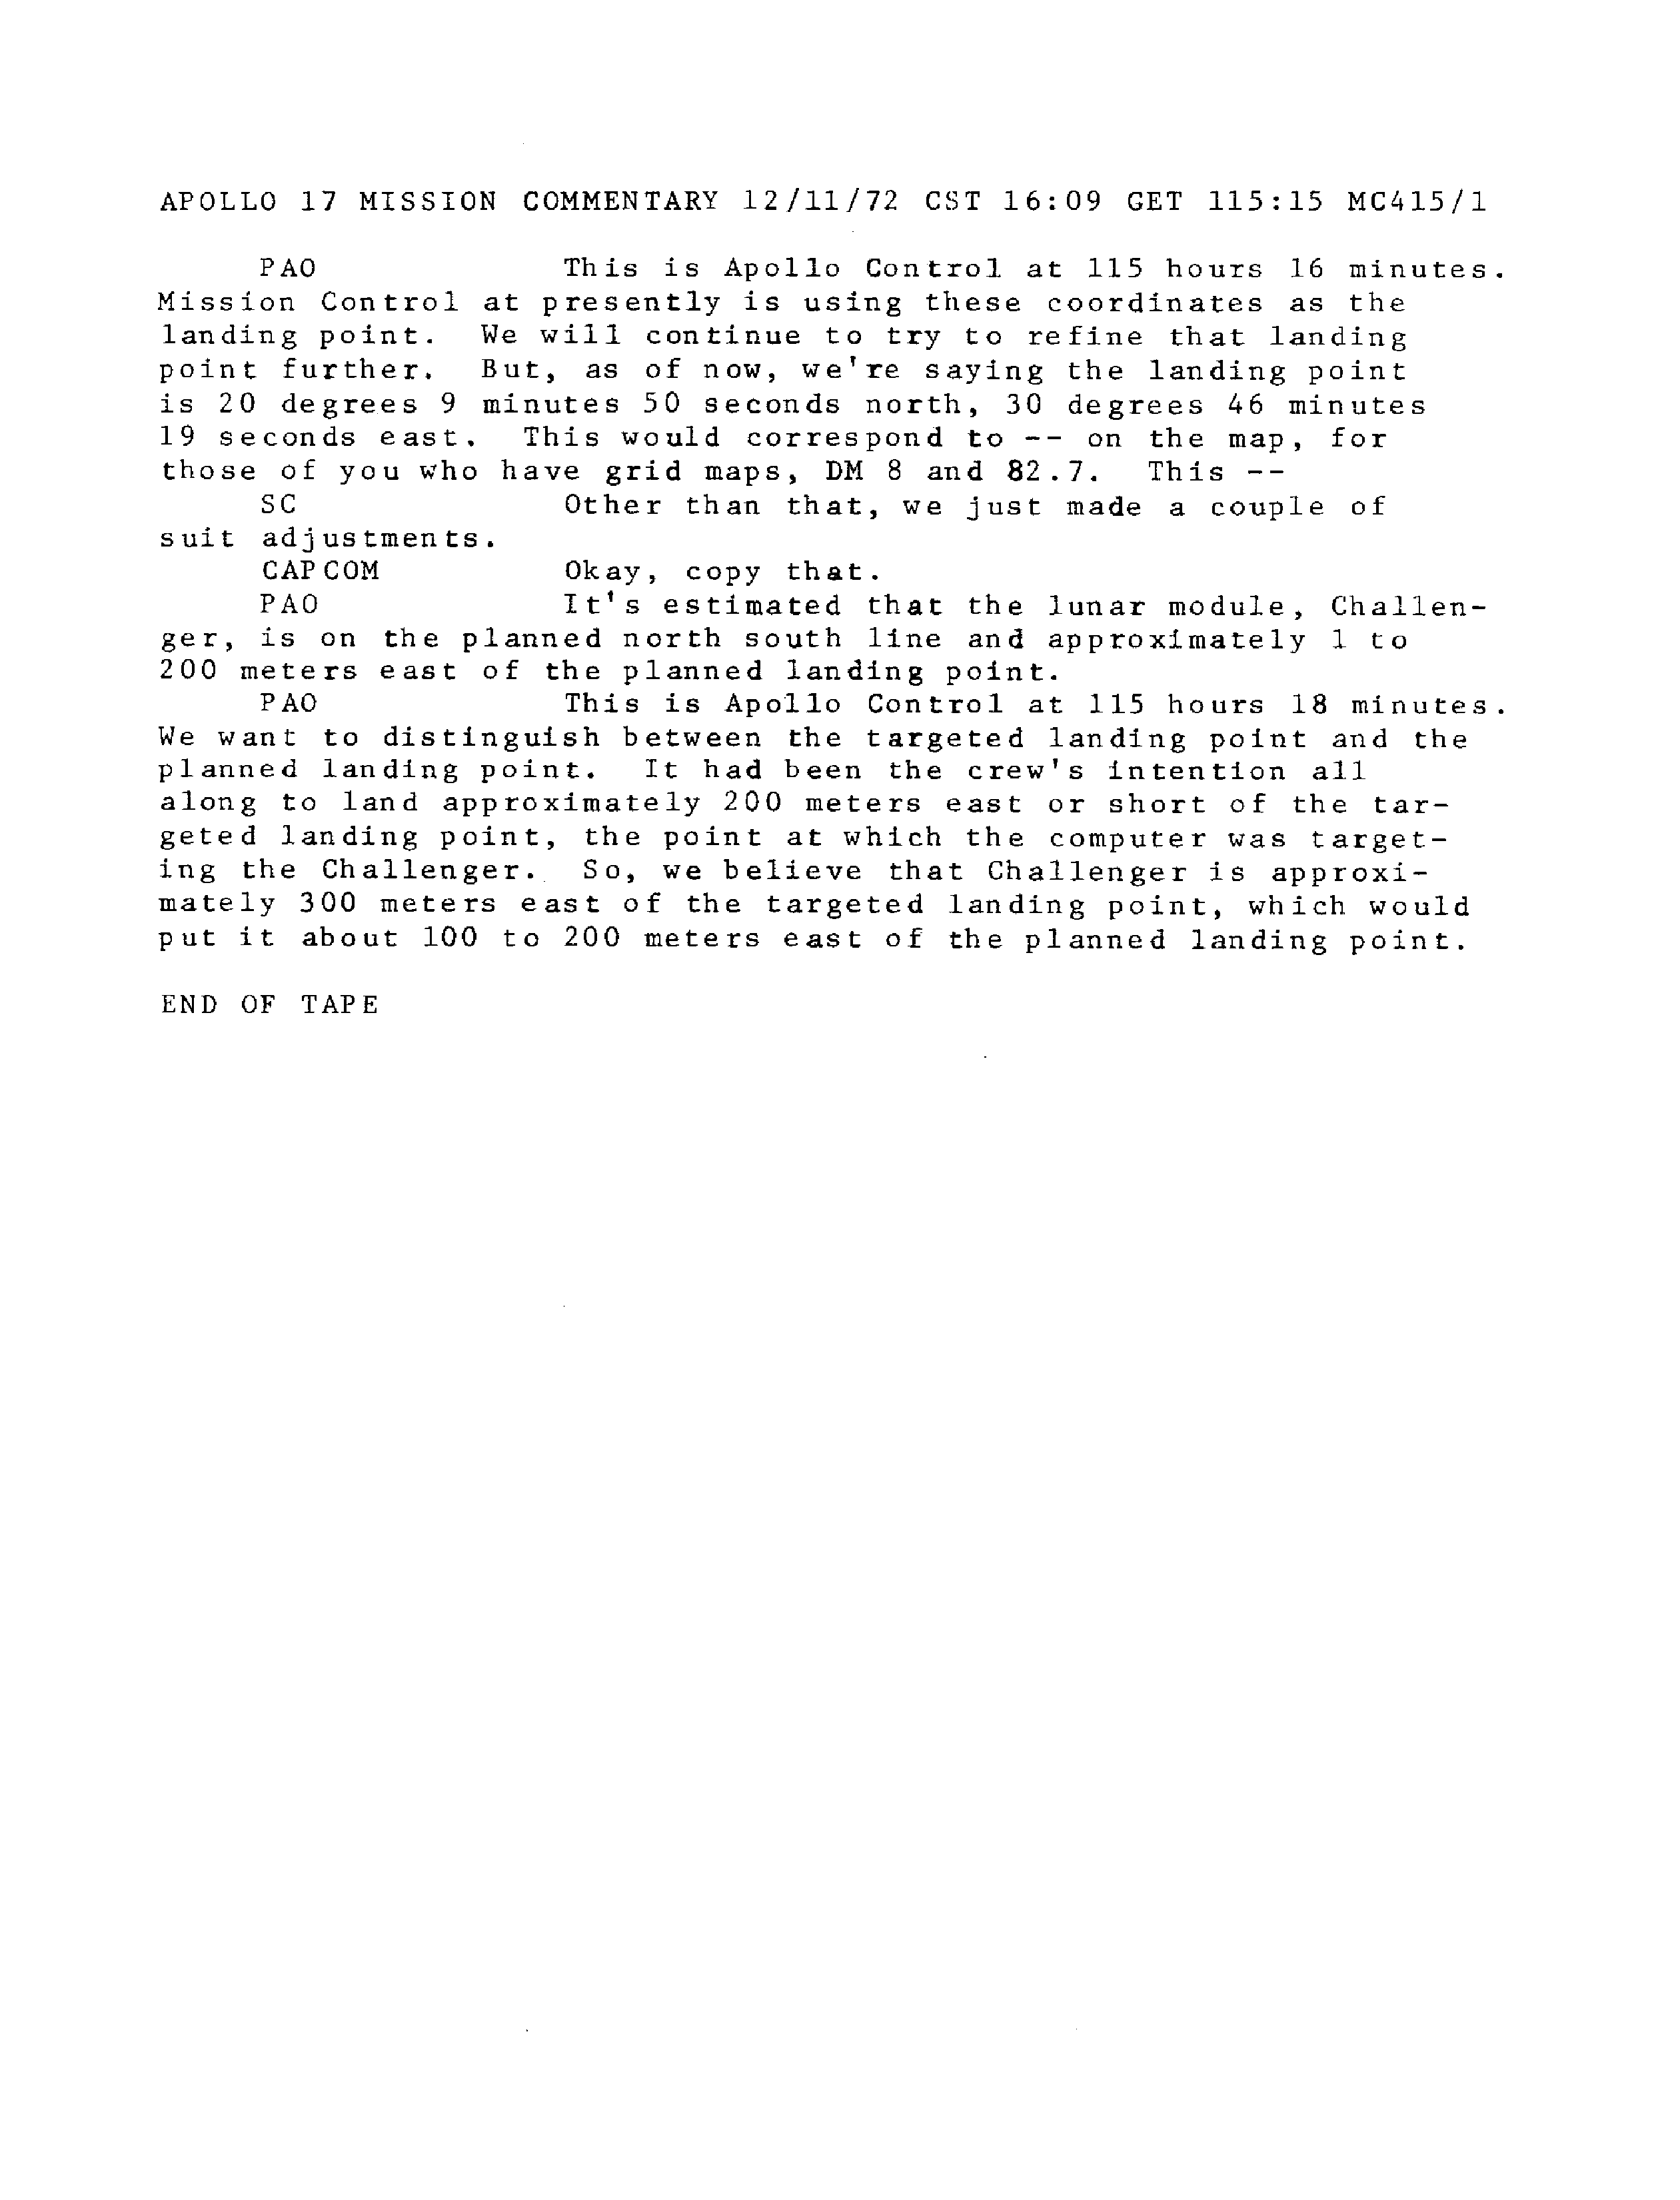 APOLLO 17 MISSION COMMENTARY 12/11/72 CST 16:09 GET 115:15 MC415/1
PAO This is Apollo Control at 115 hours 16 minutes.
Mission Control at presently is using these coordinates as the
landing point. We will continue to try to refine that landing
point further. But, as of now, we're saying the landing point
is 20 degrees 9 minutes 50 seconds north, 30 degrees 46 minutes
19 seconds east. This would correspond to -- on the map, for
those of you who have grid maps, DM 8 and 82.7. This --
SC Other than that, we just made a couple of
suit adjustments.
CAPCOM Okay, copy that.
PAO It's estimated that the lunar module, Challen-
ger, is on the planned north south line and approximately 1 to
200 meters east of the planned landing point.
PAO This is Apollo Control at 115 hours 18 minutes.
We want to distinguish between the targeted landing point and the
planned landing point. It had been the crew's intention all
along to land approximately 200 meters east or short of the tar-
geted landing point, the point at which the computer was target-
ing the Challenger. So, we believe that Challenger is approxi-
mately 300 meters east of the targeted landing point, which would
put it about 100 to 200 meters east of the planned landing point.
END OF TAPE